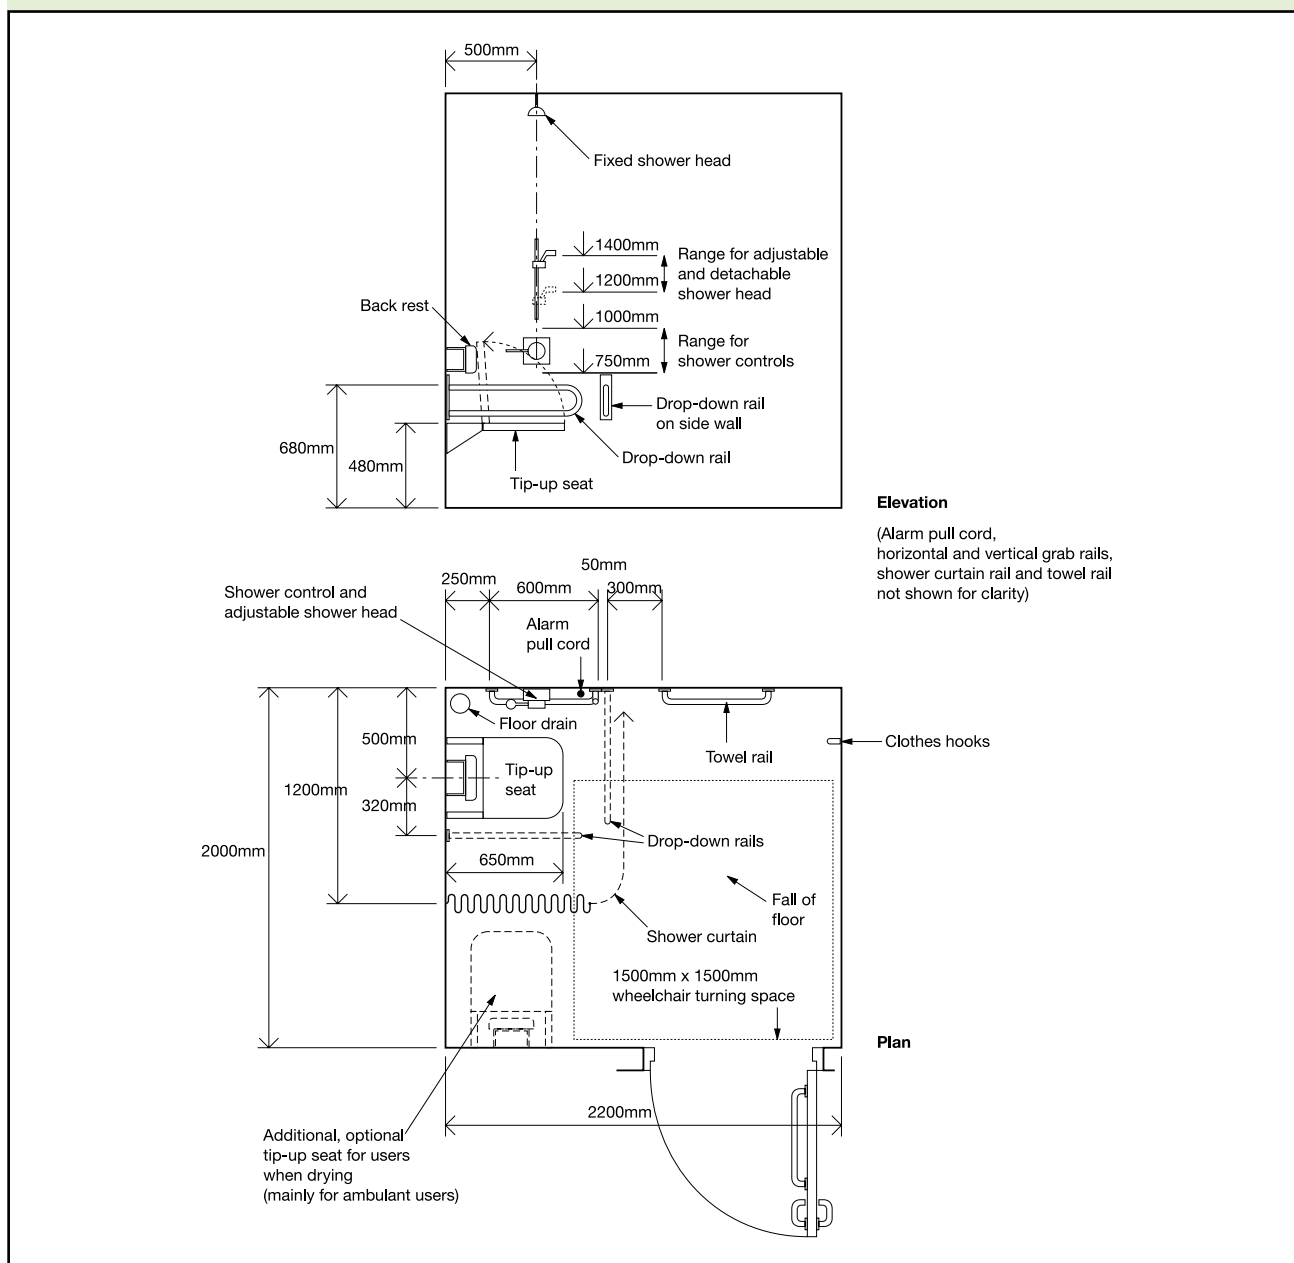 500mm
Fixed shower head
1400mm
Range for adjustable
and detachable
shower head
1200mm
Back rest
1000mm
Range for
shower controls
750mm
Drop-down rail
on side wall
680mm
480mm
Drop-down rail
Tip-up seat
Elevation
(Alarm pull cord,
horizontal and vertical grab rails,
shower curtain rail and towel rail
not shown for clarity)
50mm
250mm
600mm
300mm
Shower control and
adjustable shower head
Alarm
pull cord
Floor drain
500mm
Towel rail
Clothes hooks
Tip-up
seat
1200mm
320mm
2000mm
Drop-down rails
650mm
Fall of
floor
Shower curtain
1500mm x 1500mm
wheelchair turning space
Plan
2200mm
Additional, optional
tip-up seat for users
when drying
(mainly for ambulant users)